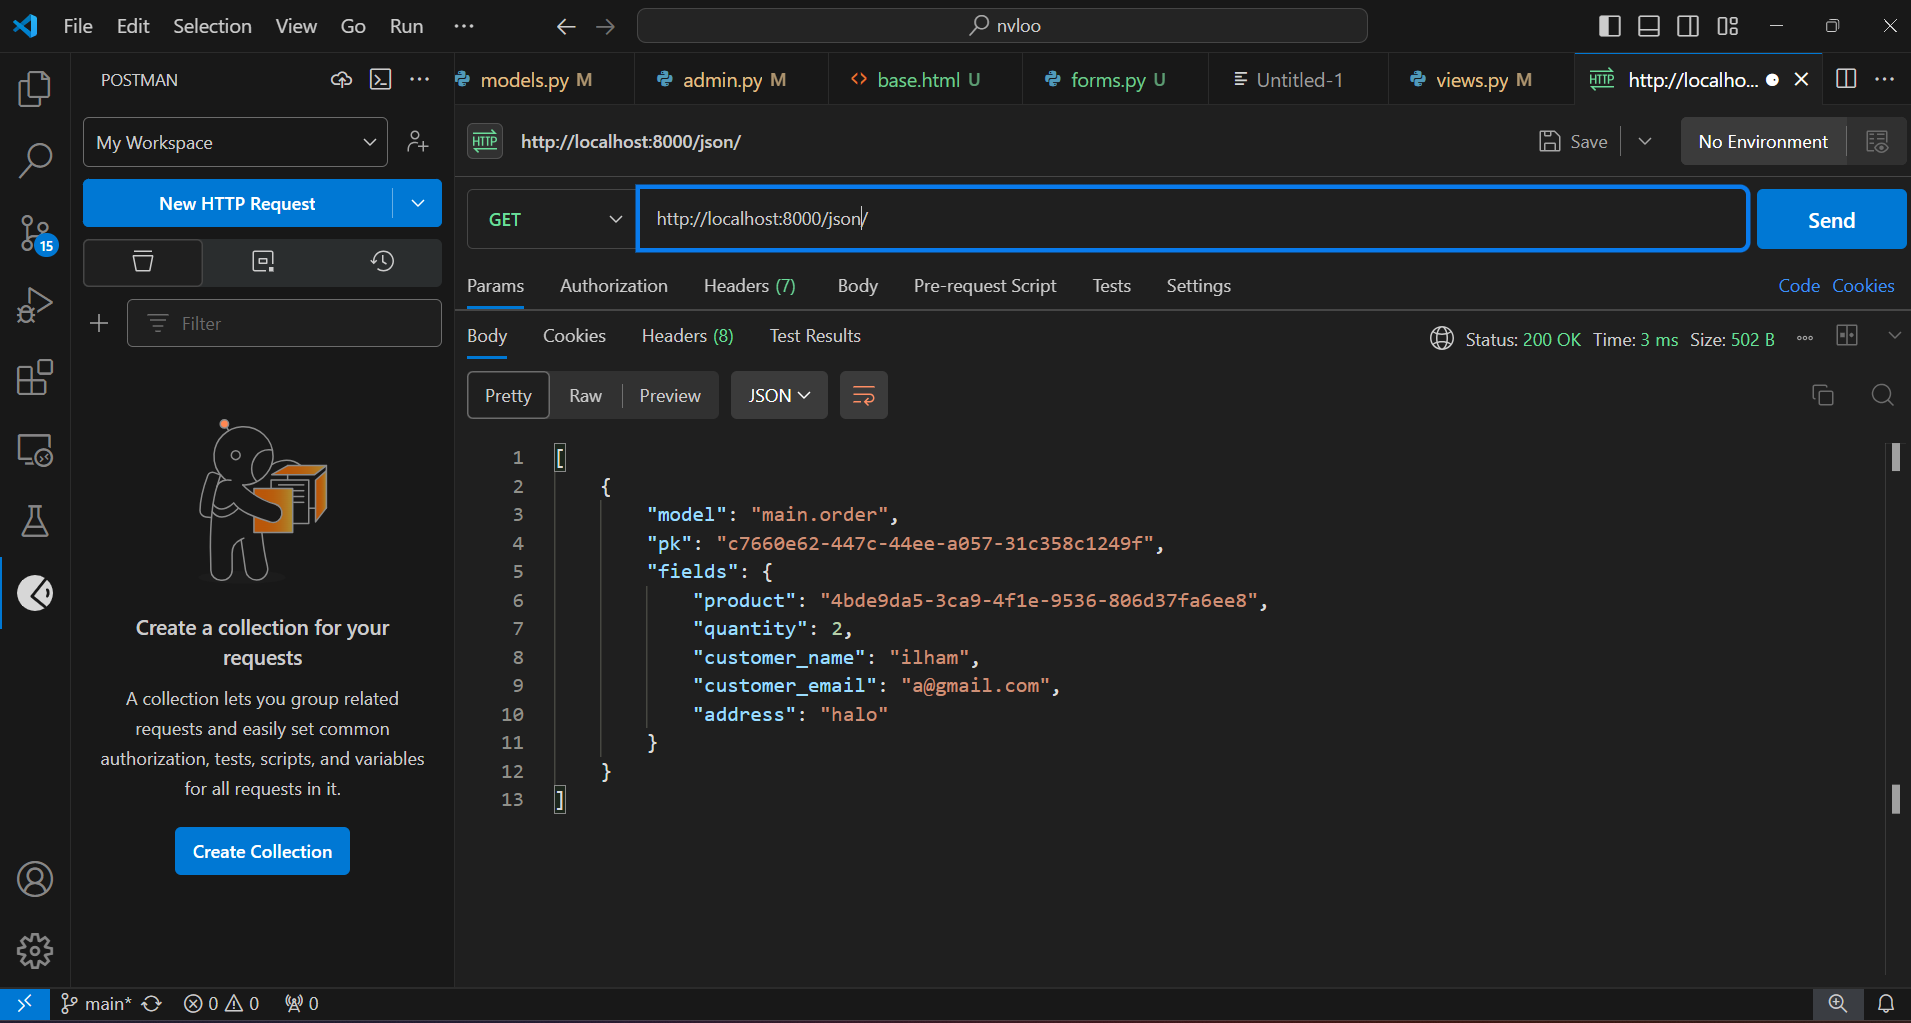 File Edit Selection View Go Run ··· nvloo
POSTMAN
models.py M admin.py M base.html U forms.py U Untitled-1 views.py M http://localho...
My Workspace
http://localhost:8000/json/ Save No Environment
New HTTP Request
GET http://localhost:8000/json/ Send
15
Params Authorization Headers (7) Body Pre-request Script Tests Settings Code Cookies
Filter
Body Cookies Headers (8) Test Results Status: 200 OK Time: 3 ms Size: 502 B
Pretty Raw Preview JSON
1 [
2 {
3 "model": "main.order",
4 "pk": "c7660e62-447c-44ee-a057-31c358c1249f",
5 "fields": {
6 "product": "4bde9da5-3ca9-4f1e-9536-806d37fa6ee8",
7 "quantity": 2,
8 "customer_name": "ilham",
9 "customer_email": "a@gmail.com",
10 "address": "halo"
11 }
12 }
13 ]
Create a collection for your
requests
A collection lets you group related
requests and easily set common
authorization, tests, scripts, and variables
for all requests in it.
Create Collection
main* 0 0 0